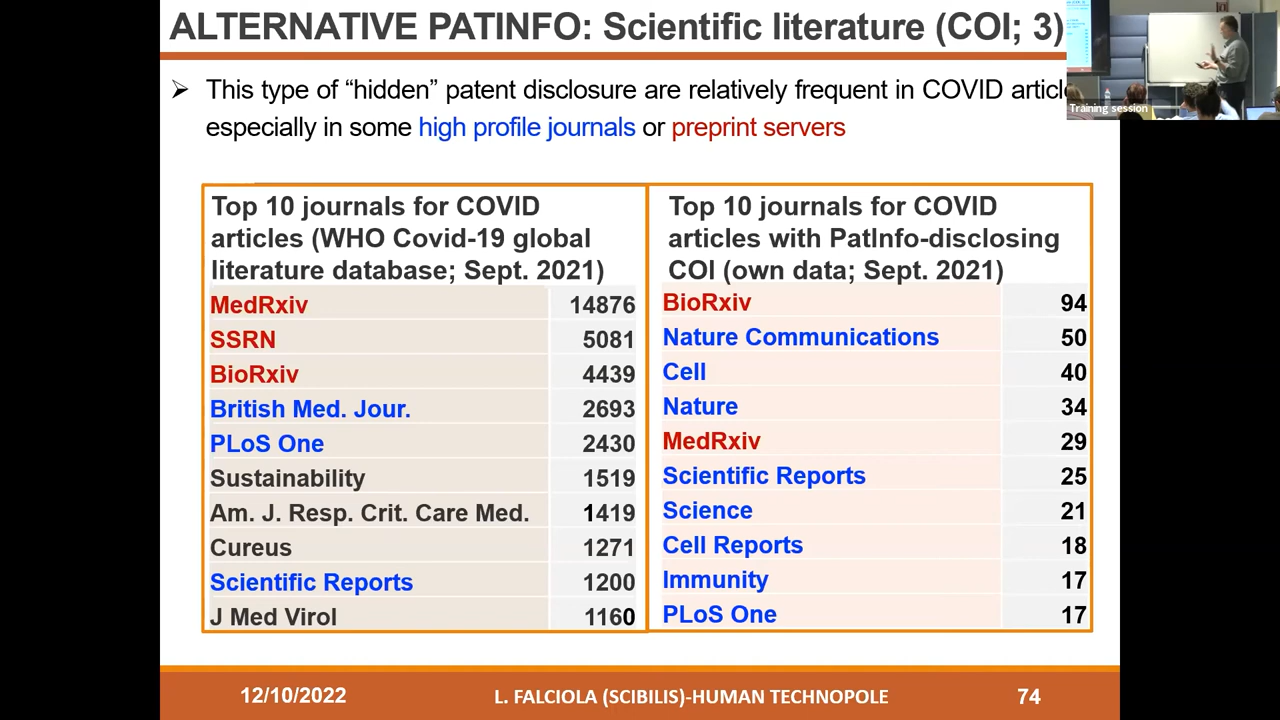 ALTERNATIVE PATINFO: Scientific literature (COI; 3)
Training session
➤ This type of “hidden” patent disclosure are relatively frequent in COVID
especially in some high profile journals or preprint servers
Top 10 journals for COVID
articles (WHO Covid-19 global
literature database; Sept. 2021)
MedRxiv 14876
SSRN 5081
BioRxiv 4439
British Med. Jour. 2693
PLoS One 2430
Sustainability 1519
Am. J. Resp. Crit. Care Med. 1419
Cureus 1271
Scientific Reports 1200
J Med Virol 1160
Top 10 journals for COVID
articles with PatInfo-disclosing
COI (own data; Sept. 2021)
BioRxiv 94
Nature Communications 50
Cell 40
Nature 34
MedRxiv 29
Scientific Reports 25
Science 21
Cell Reports 18
Immunity 17
PLoS One 17
12/10/2022 L. FALCIOLA (SCIBILIS)-HUMAN TECHNOPOLE 74